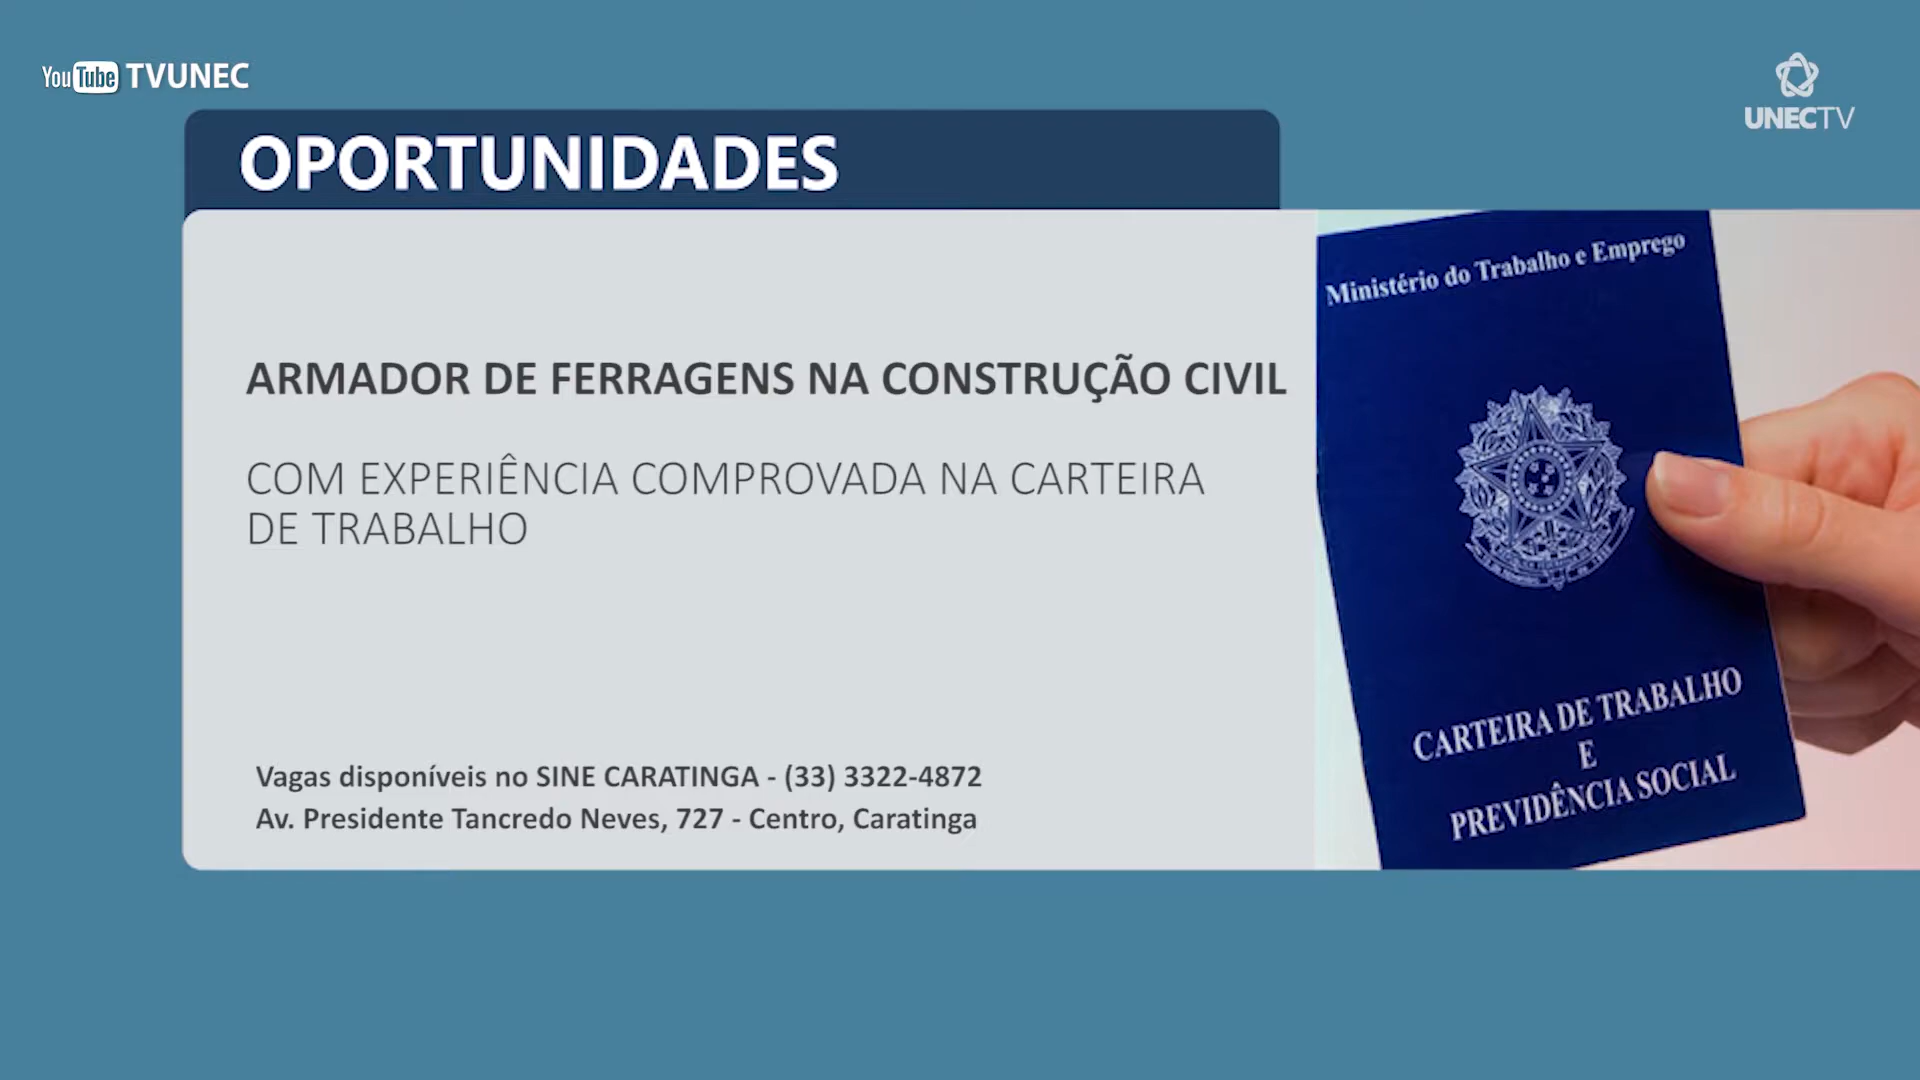 YouTube TVUNEC
UNECTV
OPORTUNIDADES
ARMADOR DE FERRAGENS NA CONSTRUÇÃO CIVIL
COM EXPERIÊNCIA COMPROVADA NA CARTEIRA
DE TRABALHO
Vagas disponíveis no SINE CARATINGA - (33) 3322-4872
Av. Presidente Tancredo Neves, 727 - Centro, Caratinga
Ministério do Trabalho e Emprego
CARTEIRA DE TRABALHO
E
PREVIDÊNCIA SOCIAL